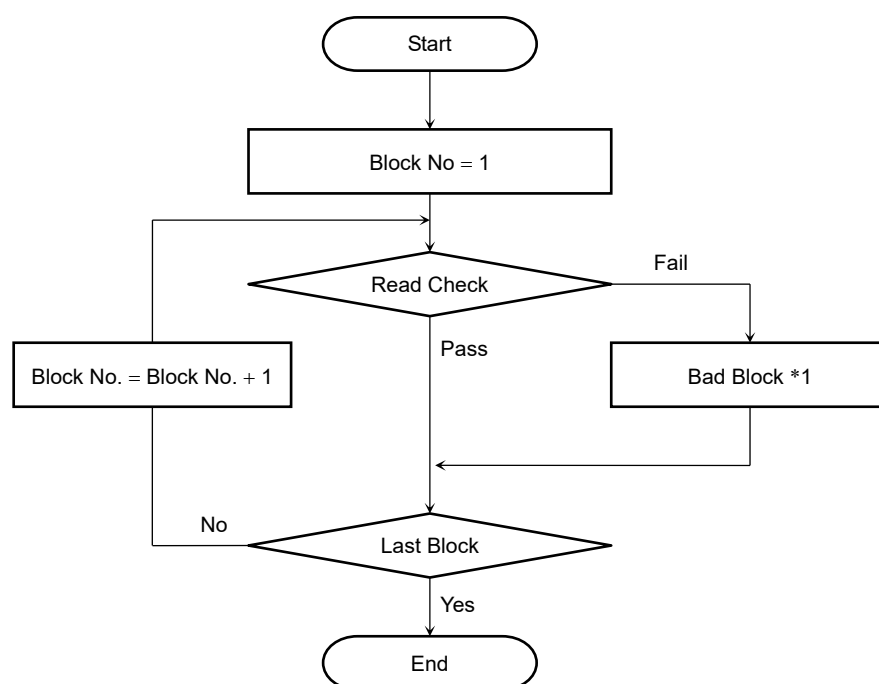 Start
Block No = 1
Read Check
Fail
Pass
Block No. = Block No. + 1
Bad Block *1
No
Last Block
Yes
End